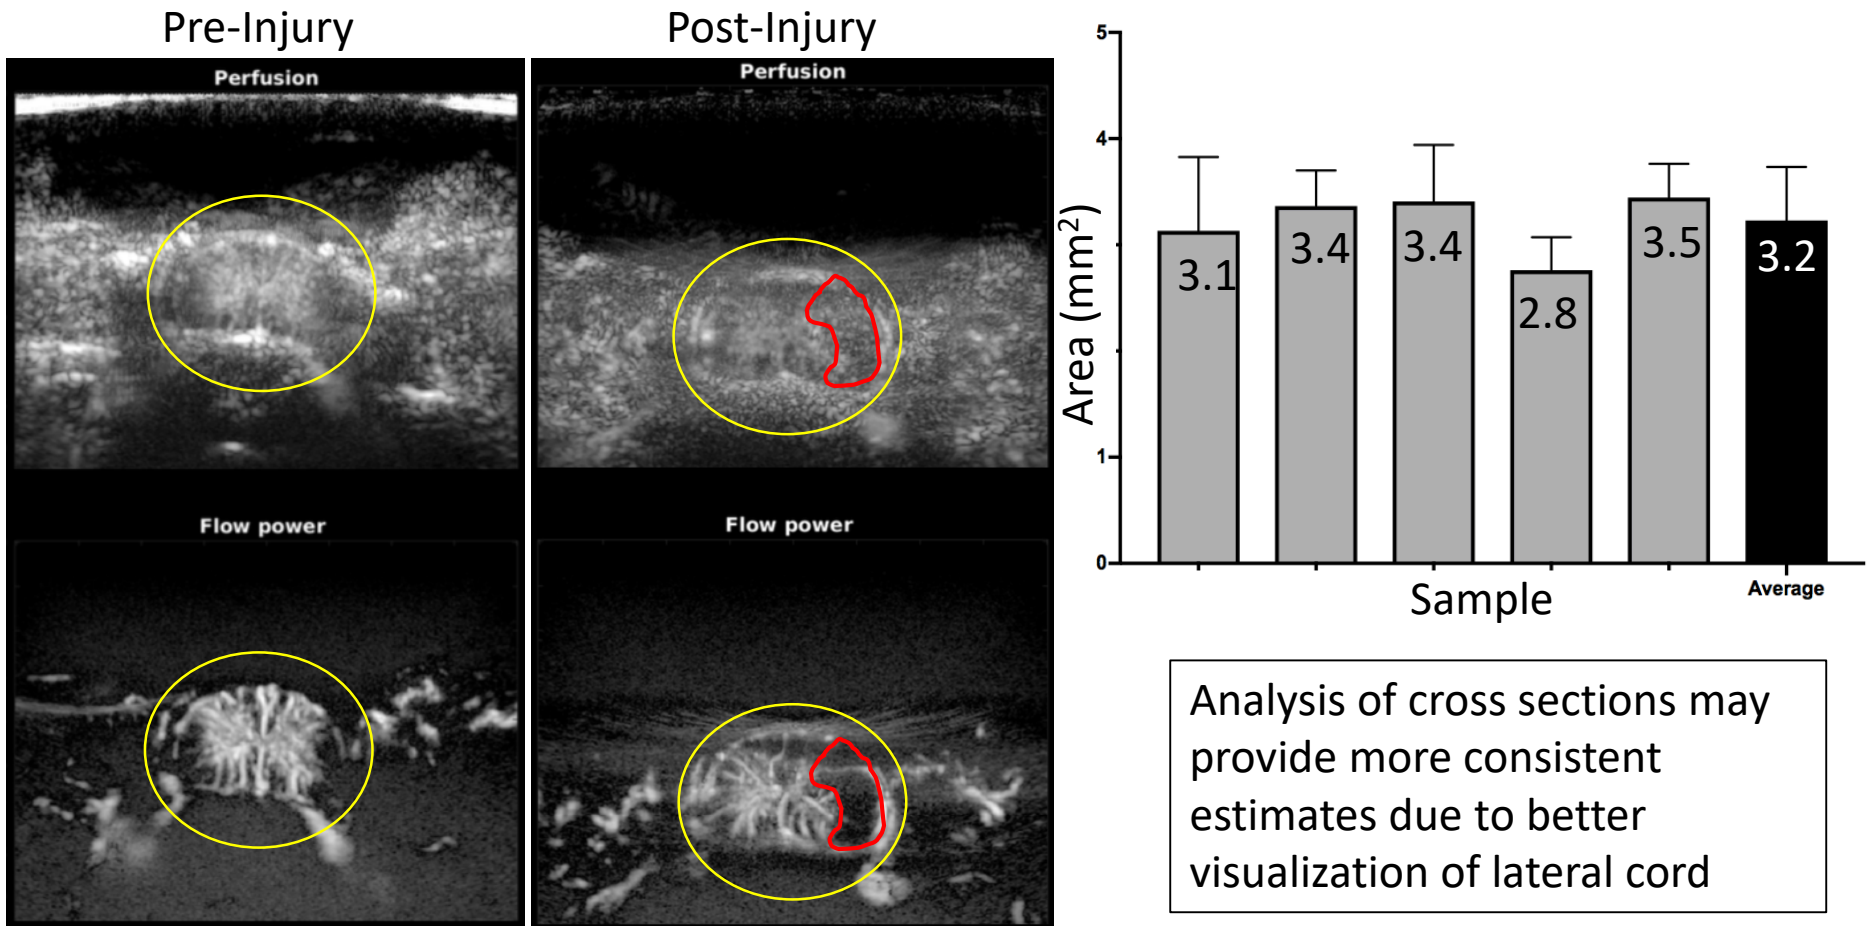 Pre-Injury
Post-Injury
Perfusion
Perfusion
Flow power
Flow power
5
4
1
0
Area (mm²)
3.1
3.4
3.4
2.8
3.5
3.2
Sample
Average
Analysis of cross sections may
provide more consistent
estimates due to better
visualization of lateral cord